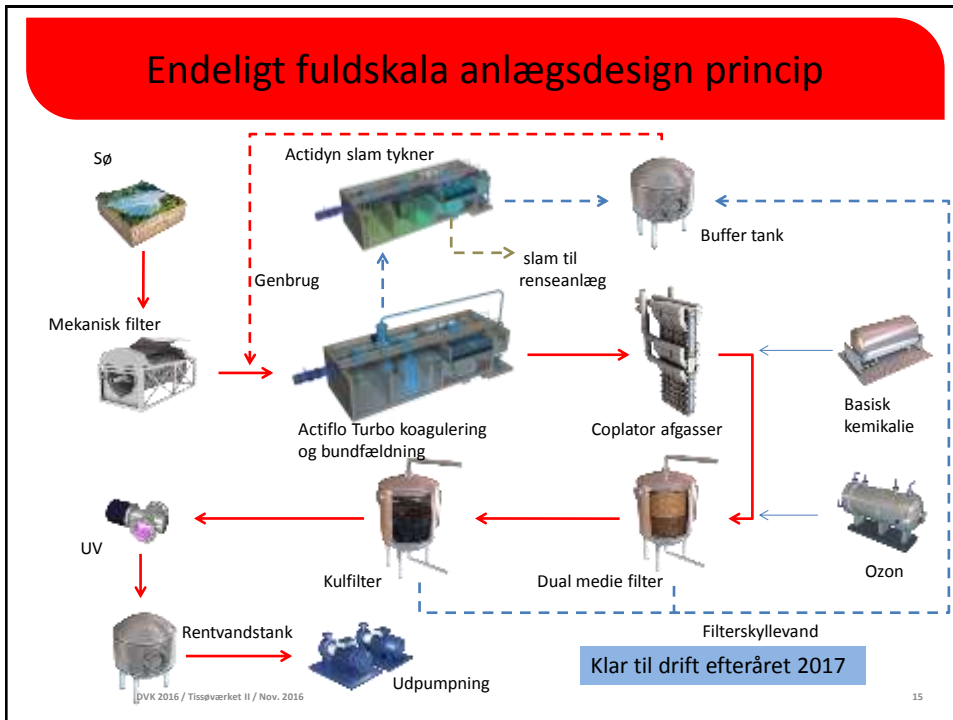 Endeligt fuldskala anlægsdesign princip
Sø
Actidyn slam tykner
Buffer tank
slam til
renseanlæg
Genbrug
Mekanisk filter
Actiflo Turbo koagulering
og bundfældning
Coplator afgasser
Basisk
kemikalie
UV
Kulfilter
Dual medie filter
Ozon
Rentvandstank
Filterskyllevand
Udpumpning
Klar til drift efteråret 2017
DVK 2016 / Tissøværket II / Nov. 2016
15